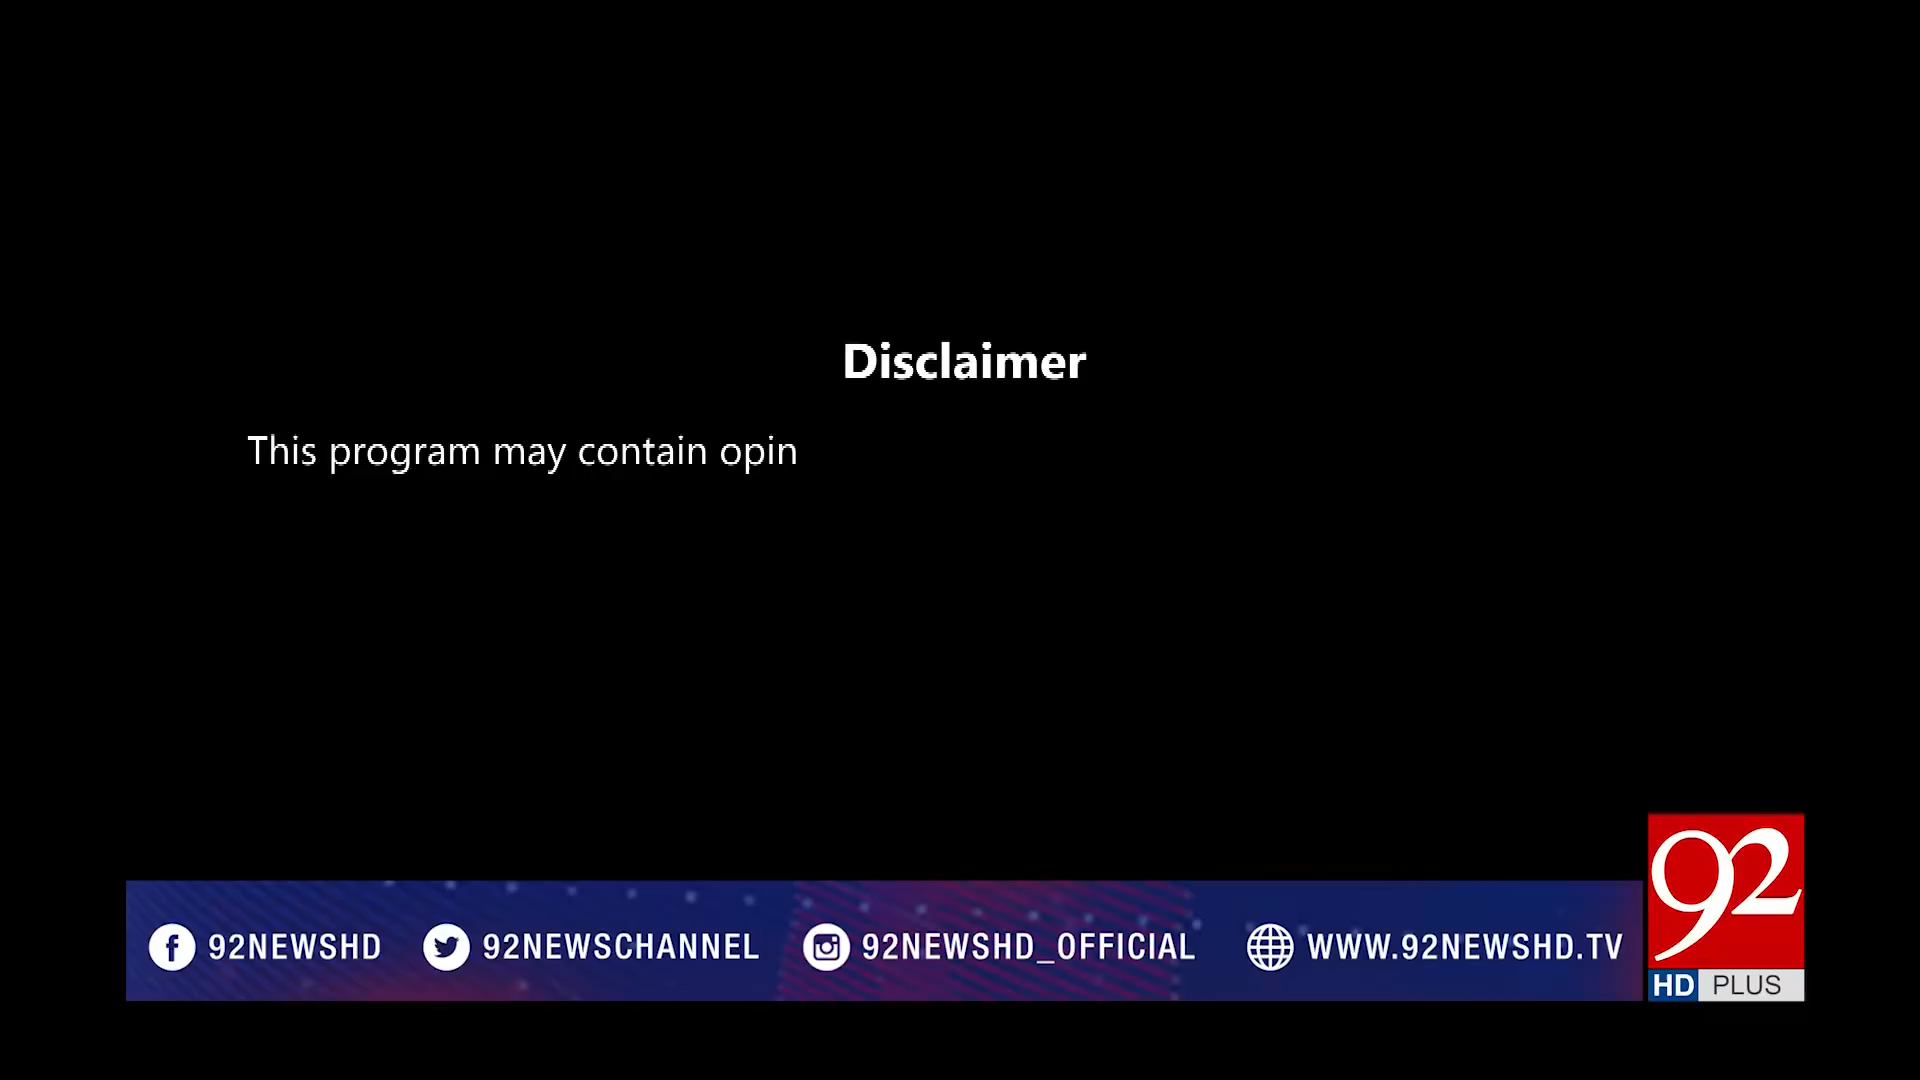 Disclaimer
This program may contain opin
92NEWSHD
92NEWSCHANNEL
92NEWSHD_OFFICIAL
WWW.92NEWSHD.TV
92
HD PLUS